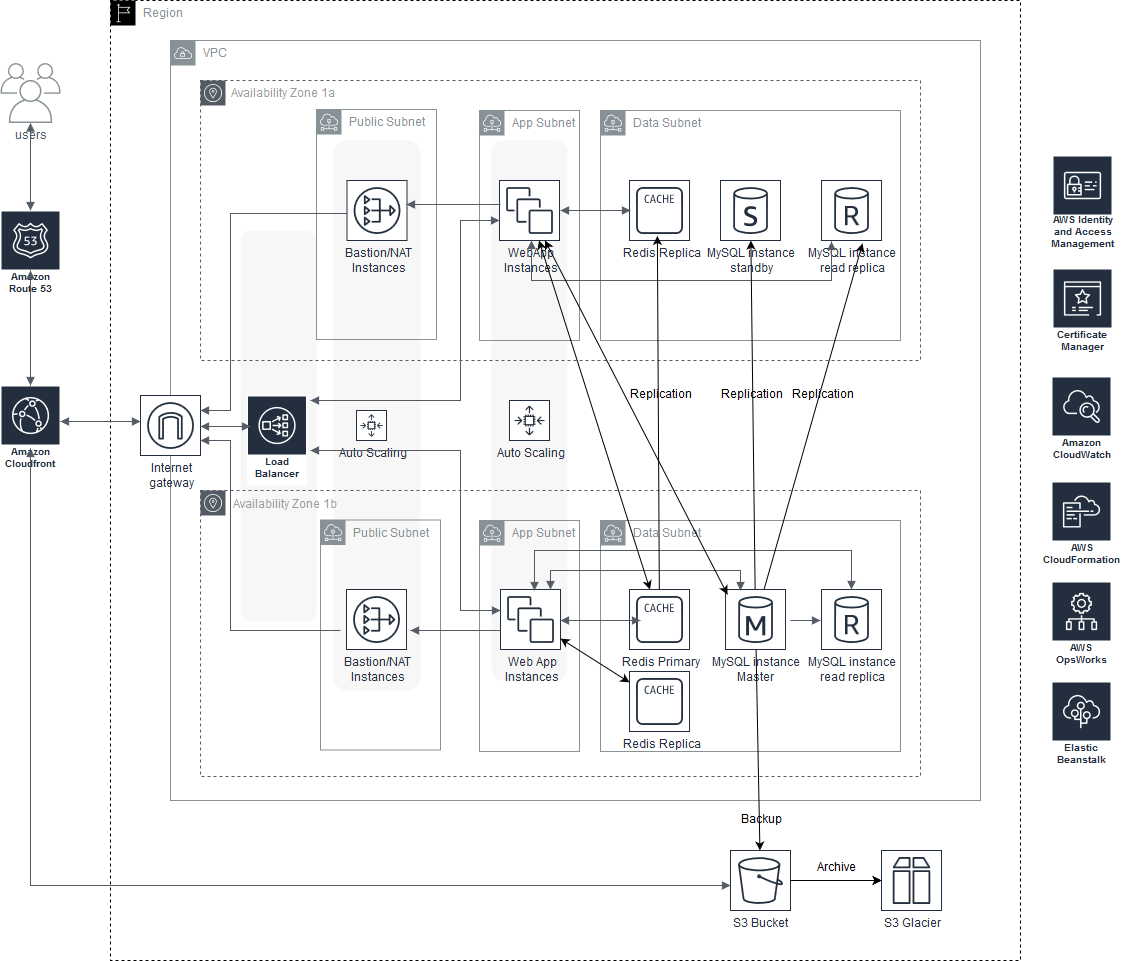 Region
VPC
Availability Zone 1a
Public Subnet
App Subnet
Data Subnet
users
CACHE
S
R
53
Bastion/NAT
Instances
WebApp
Instances
Redis Replica
MySQL instance
standby
MySQL instance
read replica
AWS Identity
and Access
Management
Amazon
Route 53
Certificate
Manager
Replication
Replication
Replication
Amazon
Cloudfront
Internet
gateway
Load
Balancer
Auto Scaling
Auto Scaling
Amazon
CloudWatch
Availability Zone 1b
Public Subnet
App Subnet
Data Subnet
AWS
CloudFormation
CACHE
M
R
Bastion/NAT
Instances
Web App
Instances
Redis Primary
MySQL instance
Master
MySQL instance
read replica
AWS
OpsWorks
CACHE
Redis Replica
Elastic
Beanstalk
Backup
Archive
S3 Bucket
S3 Glacier